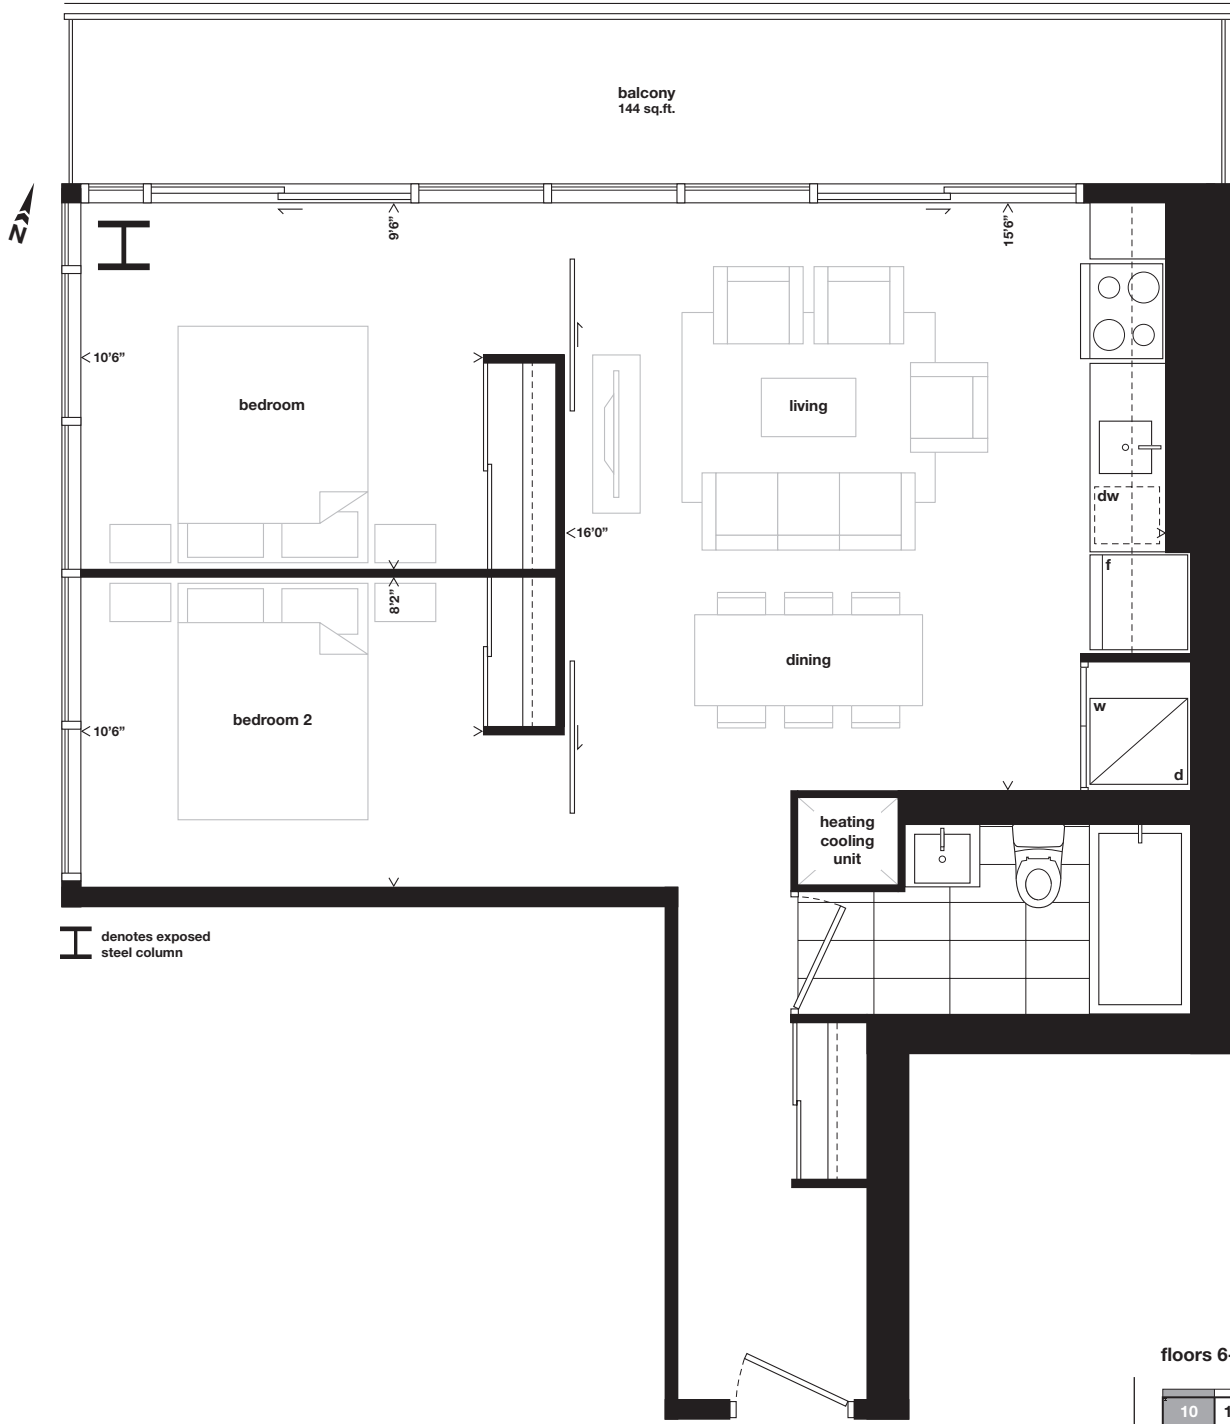 balcony
144 sq.ft.
N
9'6"
15'6"
10'6"
bedroom
living
dw
16'0"
f
8'2"
dining
bedroom 2
10'6"
w
d
heating
cooling
unit
denotes exposed
steel column
floors 6-
10